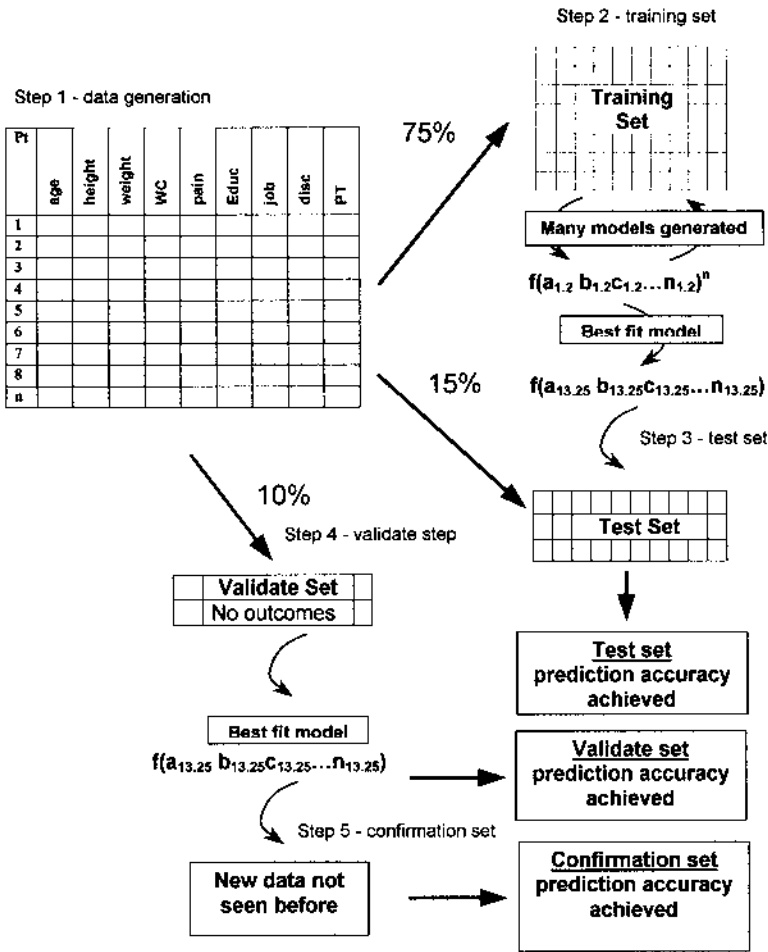 Step 2 - training set
Step 1 - data generation
Training
Set
75%
Pt
age
height
weight
WC
pain
Educ
job
disc
PT
1
2
3
4
5
6
7
8
n
Many models generated
f(a1.2 b1.2c1.2…n1.2)n
Best fit model
f(a13.25 b13.25c13.25…n13.25)
15%
Step 3 - test set
10%
Step 4 - validate step
Test Set
Validate Set
No outcomes
Test set
prediction accuracy
achieved
Best fit model
f(a13.25 b13.25c13.25…n13.25)
Validate set
prediction accuracy
achieved
Step 5 - confirmation set
New data not
seen before
Confirmation set
prediction accuracy
achieved